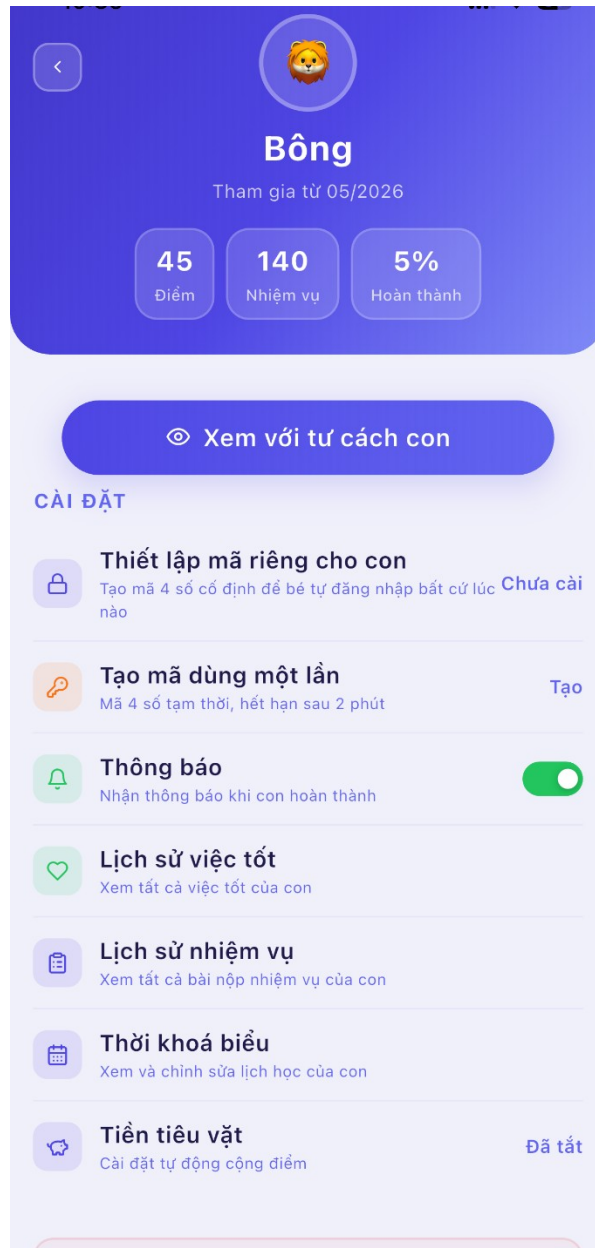 Bông
Tham gia từ 05/2026
45
Điểm
140
Nhiệm vụ
5%
Hoàn thành
Xem với tư cách con
CÀI ĐẶT
Thiết lập mã riêng cho con
Tạo mã 4 số cố định để bé tự đăng nhập bất cứ lúc
nào
Chưa cài
Tạo mã dùng một lần
Mã 4 số tạm thời, hết hạn sau 2 phút
Tạo
Thông báo
Nhận thông báo khi con hoàn thành
Lịch sử việc tốt
Xem tất cả việc tốt của con
Lịch sử nhiệm vụ
Xem tất cả bài nộp nhiệm vụ của con
Thời khoá biểu
Xem và chỉnh sửa lịch học của con
Tiền tiêu vặt
Cài đặt tự động cộng điểm
Đã tắt